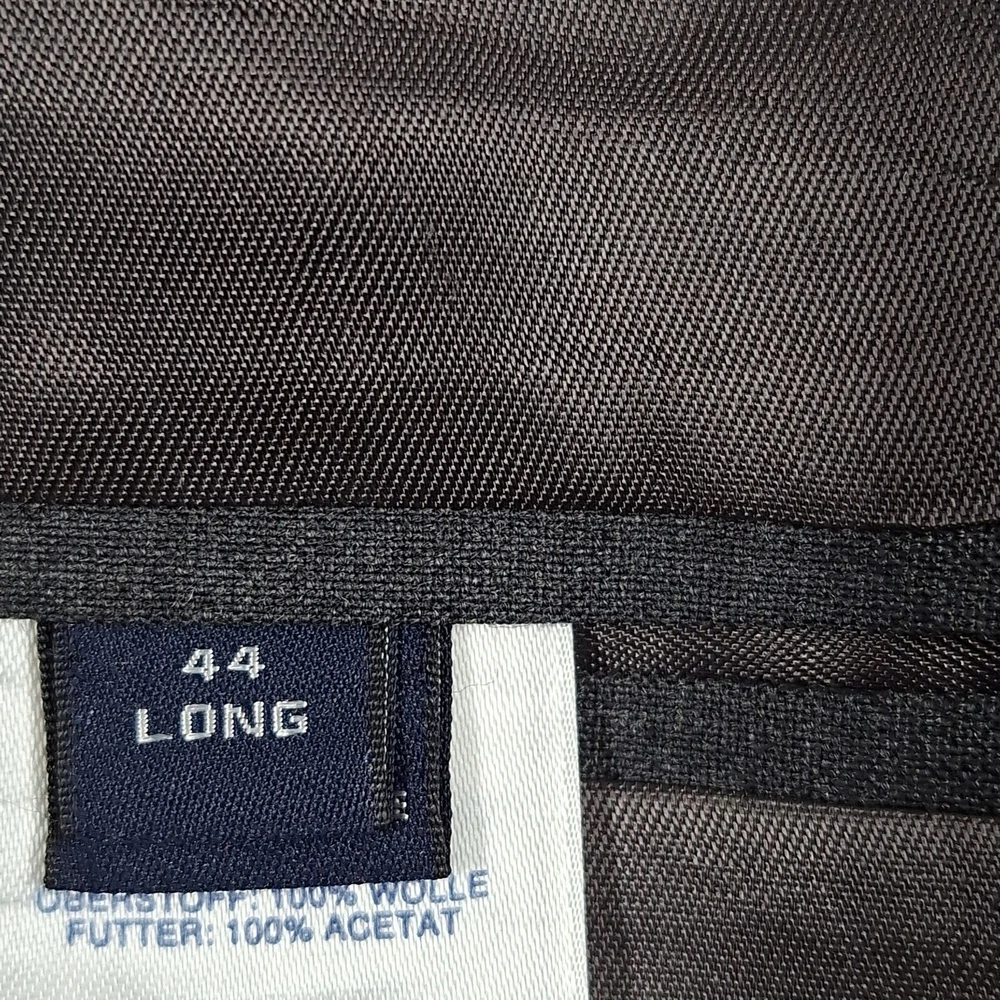 44
LONG
OBERSTOFF: 100% WOLLE
FUTTER: 100% ACETAT